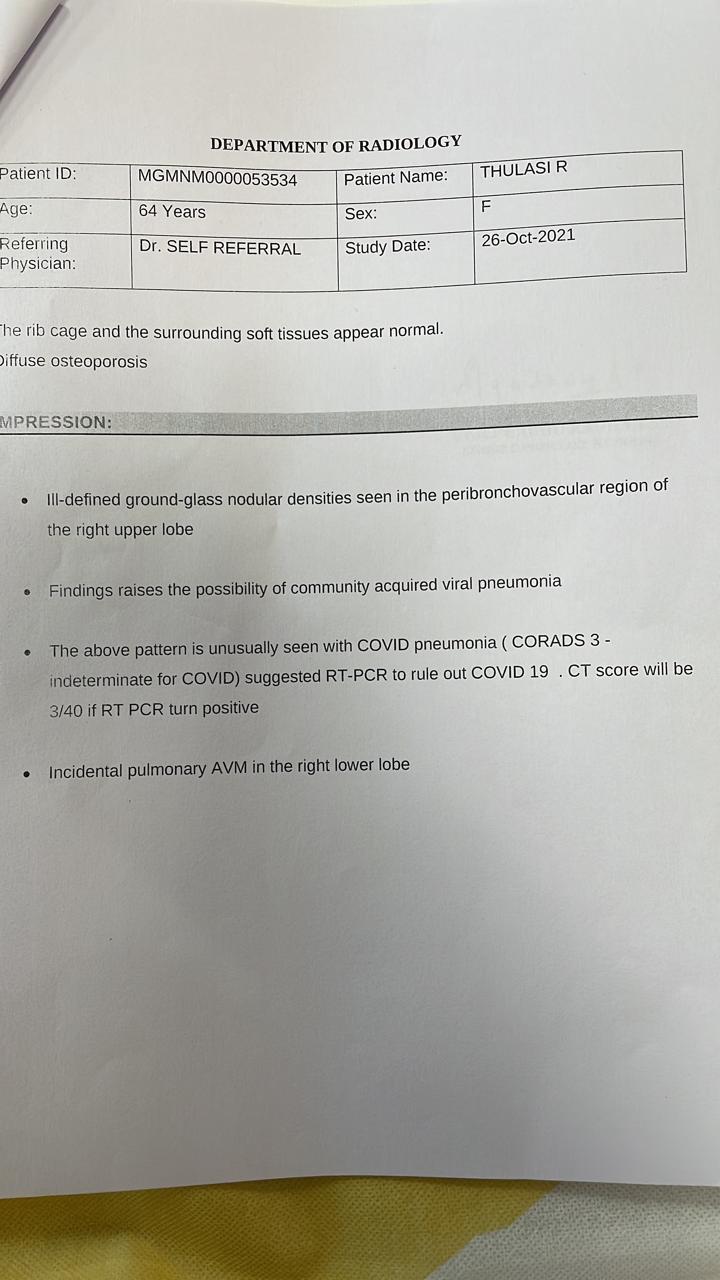 DEPARTMENT OF RADIOLOGY
Patient ID: MGMNM0000053534 Patient Name: THULASI R
Age: 64 Years Sex: F
Referring Physician: Dr. SELF REFERRAL Study Date: 26-Oct-2021
The rib cage and the surrounding soft tissues appear normal.
Diffuse osteoporosis
MPRESSION:
• Ill-defined ground-glass nodular densities seen in the peribronchovascular region of
the right upper lobe
• Findings raises the possibility of community acquired viral pneumonia
• The above pattern is unusually seen with COVID pneumonia ( CORADS 3 -
indeterminate for COVID) suggested RT-PCR to rule out COVID 19 . CT score will be
3/40 if RT PCR turn positive
• Incidental pulmonary AVM in the right lower lobe